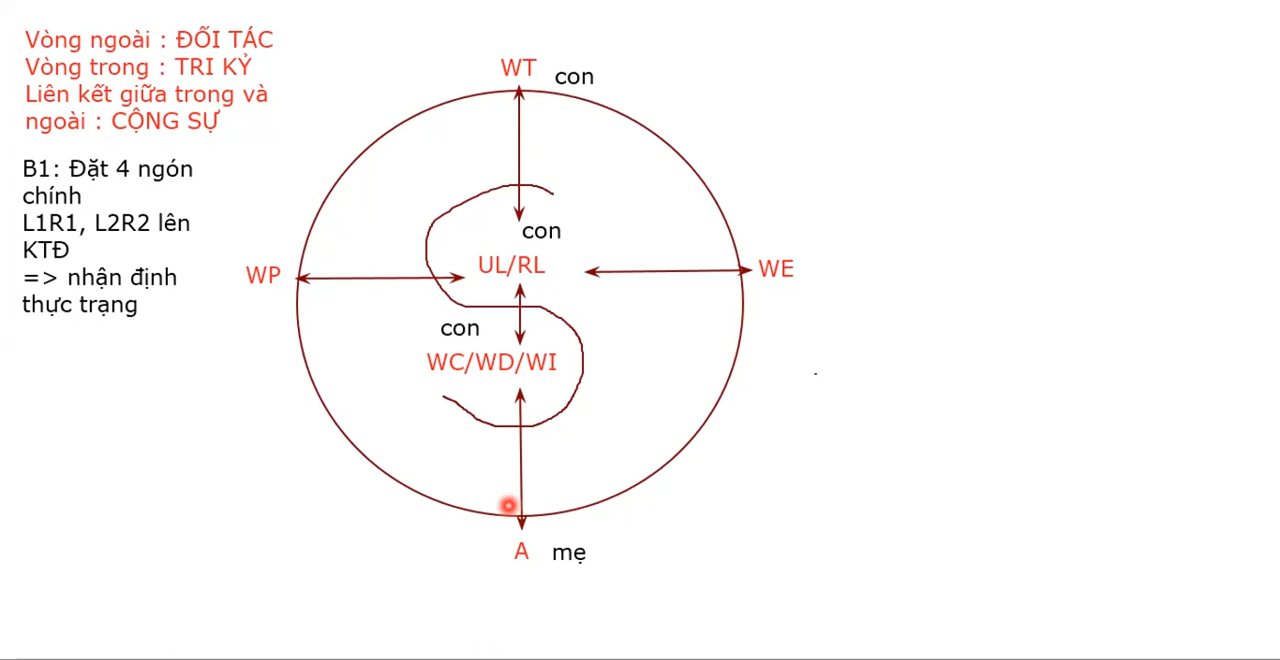 Vòng ngoài : ĐỐI TÁC
Vòng trong : TRI KỶ
Liên kết giữa trong và
ngoài : CỘNG SỰ
B1: Đặt 4 ngón
chính
L1R1, L2R2 lên
KTĐ
=> nhận định
thực trạng
WT con
con
UL/RL
WP
WE
con
WC/WD/WI
A mẹ